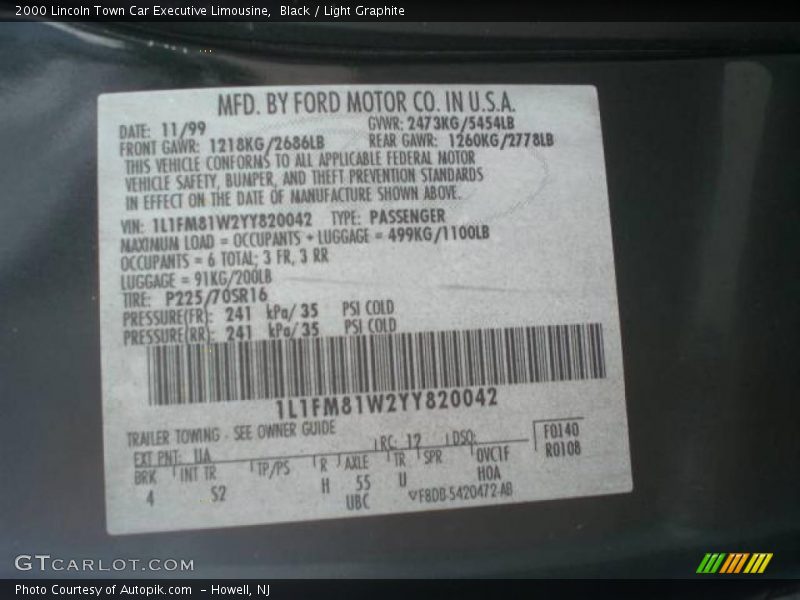 2000 Lincoln Town Car Executive Limousine,  Black / Light Graphite
MFD. BY FORD MOTOR CO. IN U.S.A.
DATE: 11/99 GVWR: 2473KG/5454LB
FRONT GAWR: 1218KG/2686LB REAR GAWR: 1260KG/2778LB
THIS VEHICLE CONFORMS TO ALL APPLICABLE FEDERAL MOTOR
VEHICLE SAFETY, BUMPER, AND THEFT PREVENTION STANDARDS
IN EFFECT ON THE DATE OF MANUFACTURE SHOWN ABOVE.
VIN: 1L1FM81W2YY820042 TYPE: PASSENGER
MAXIMUM LOAD = OCCUPANTS + LUGGAGE = 499KG/1100LB
OCCUPANTS = 6 TOTAL; 3 FR, 3 RR
LUGGAGE = 91KG/200LB
TIRE: P225/70SR16
PRESSURE(FR): 241 kPa/ 35 PSI COLD
PRESSURE(RR): 241 kPa/ 35 PSI COLD
1L1FM81W2YY820042
TRAILER TOWING - SEE OWNER GUIDE
EXT PNT: UA RC: 12 DSO: F0140
BRK INT TR TP/PS R AXLE TR SPR OVC1F R0108
4 S2 H 55 U HOA
UBC F8DB-5420472-AB
GTCARLOT.COM
Photo Courtesy of Autopik.com  - Howell, NJ